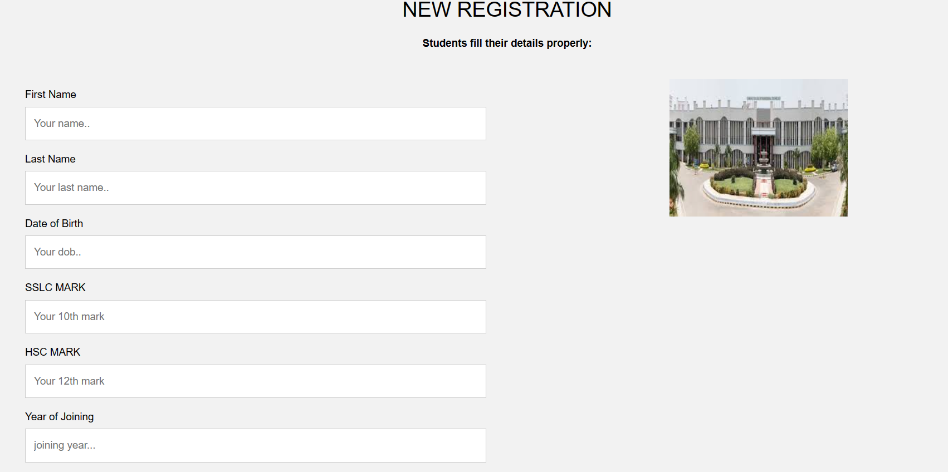 NEW REGISTRATION
Students fill their details properly:
First Name
Your name..
Last Name
Your last name..
Date of Birth
Your dob..
SSLC MARK
Your 10th mark
HSC MARK
Your 12th mark
Year of Joining
joining year...